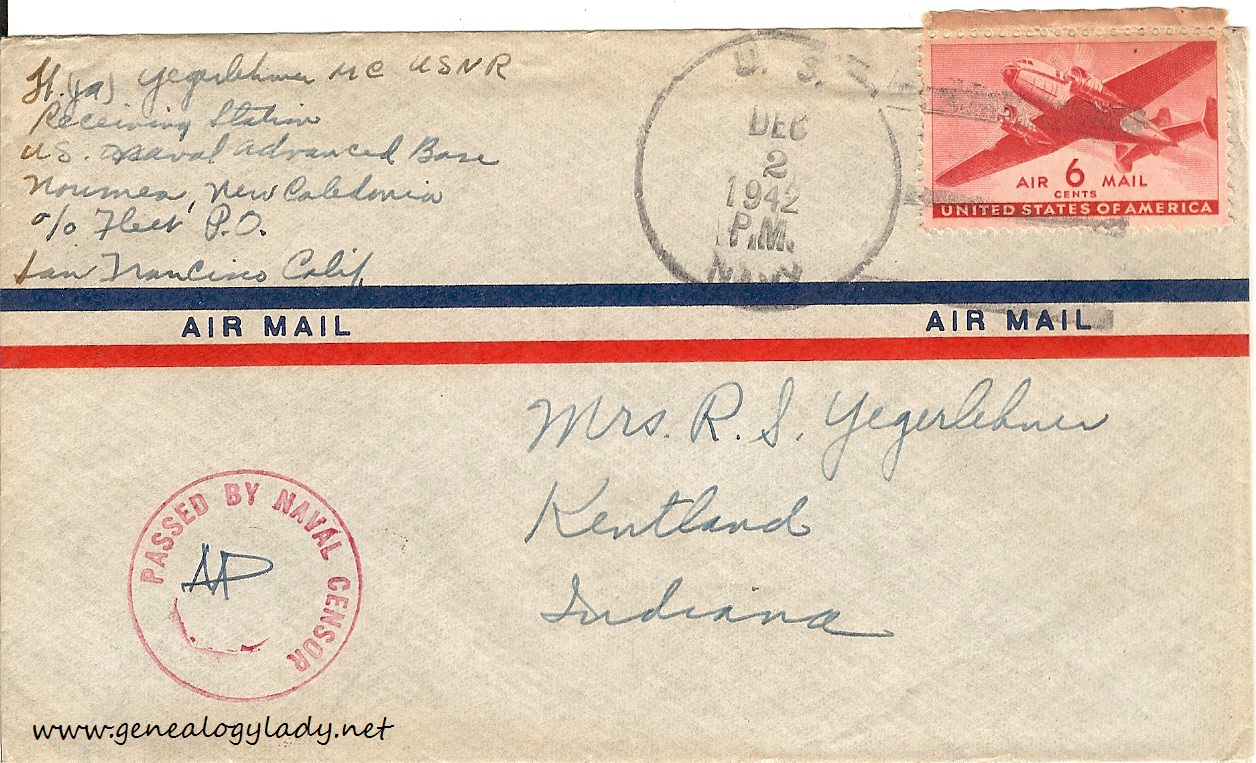 Lt. (jg) Yegerlehner MC USNR
Receiving Station
U.S. Naval Advanced Base
Noumea, New Caledonia
c/o Fleet P.O.
San Francisco Calif.
U. S.
DEC
2
1942
P.M.
NAVY
AIR 6 MAIL
CENTS
UNITED STATES OF AMERICA
AIR MAIL
AIR MAIL
Mrs. R. S. Yegerlehner
Kentland
Indiana
PASSED BY NAVAL CENSOR
www.genealogylady.net